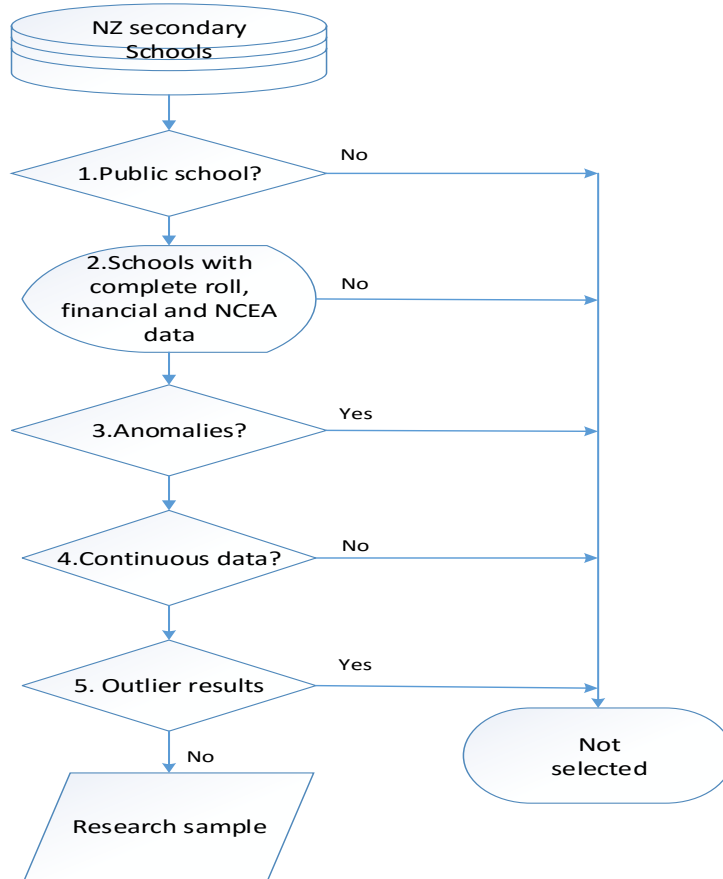 NZ secondary
Schools
No
1.Public school?
2.Schools with
complete roll,
financial and NCEA
data
No
Yes
3.Anomalies?
No
4.Continuous data?
Yes
5. Outlier results
No
Not
selected
Research sample